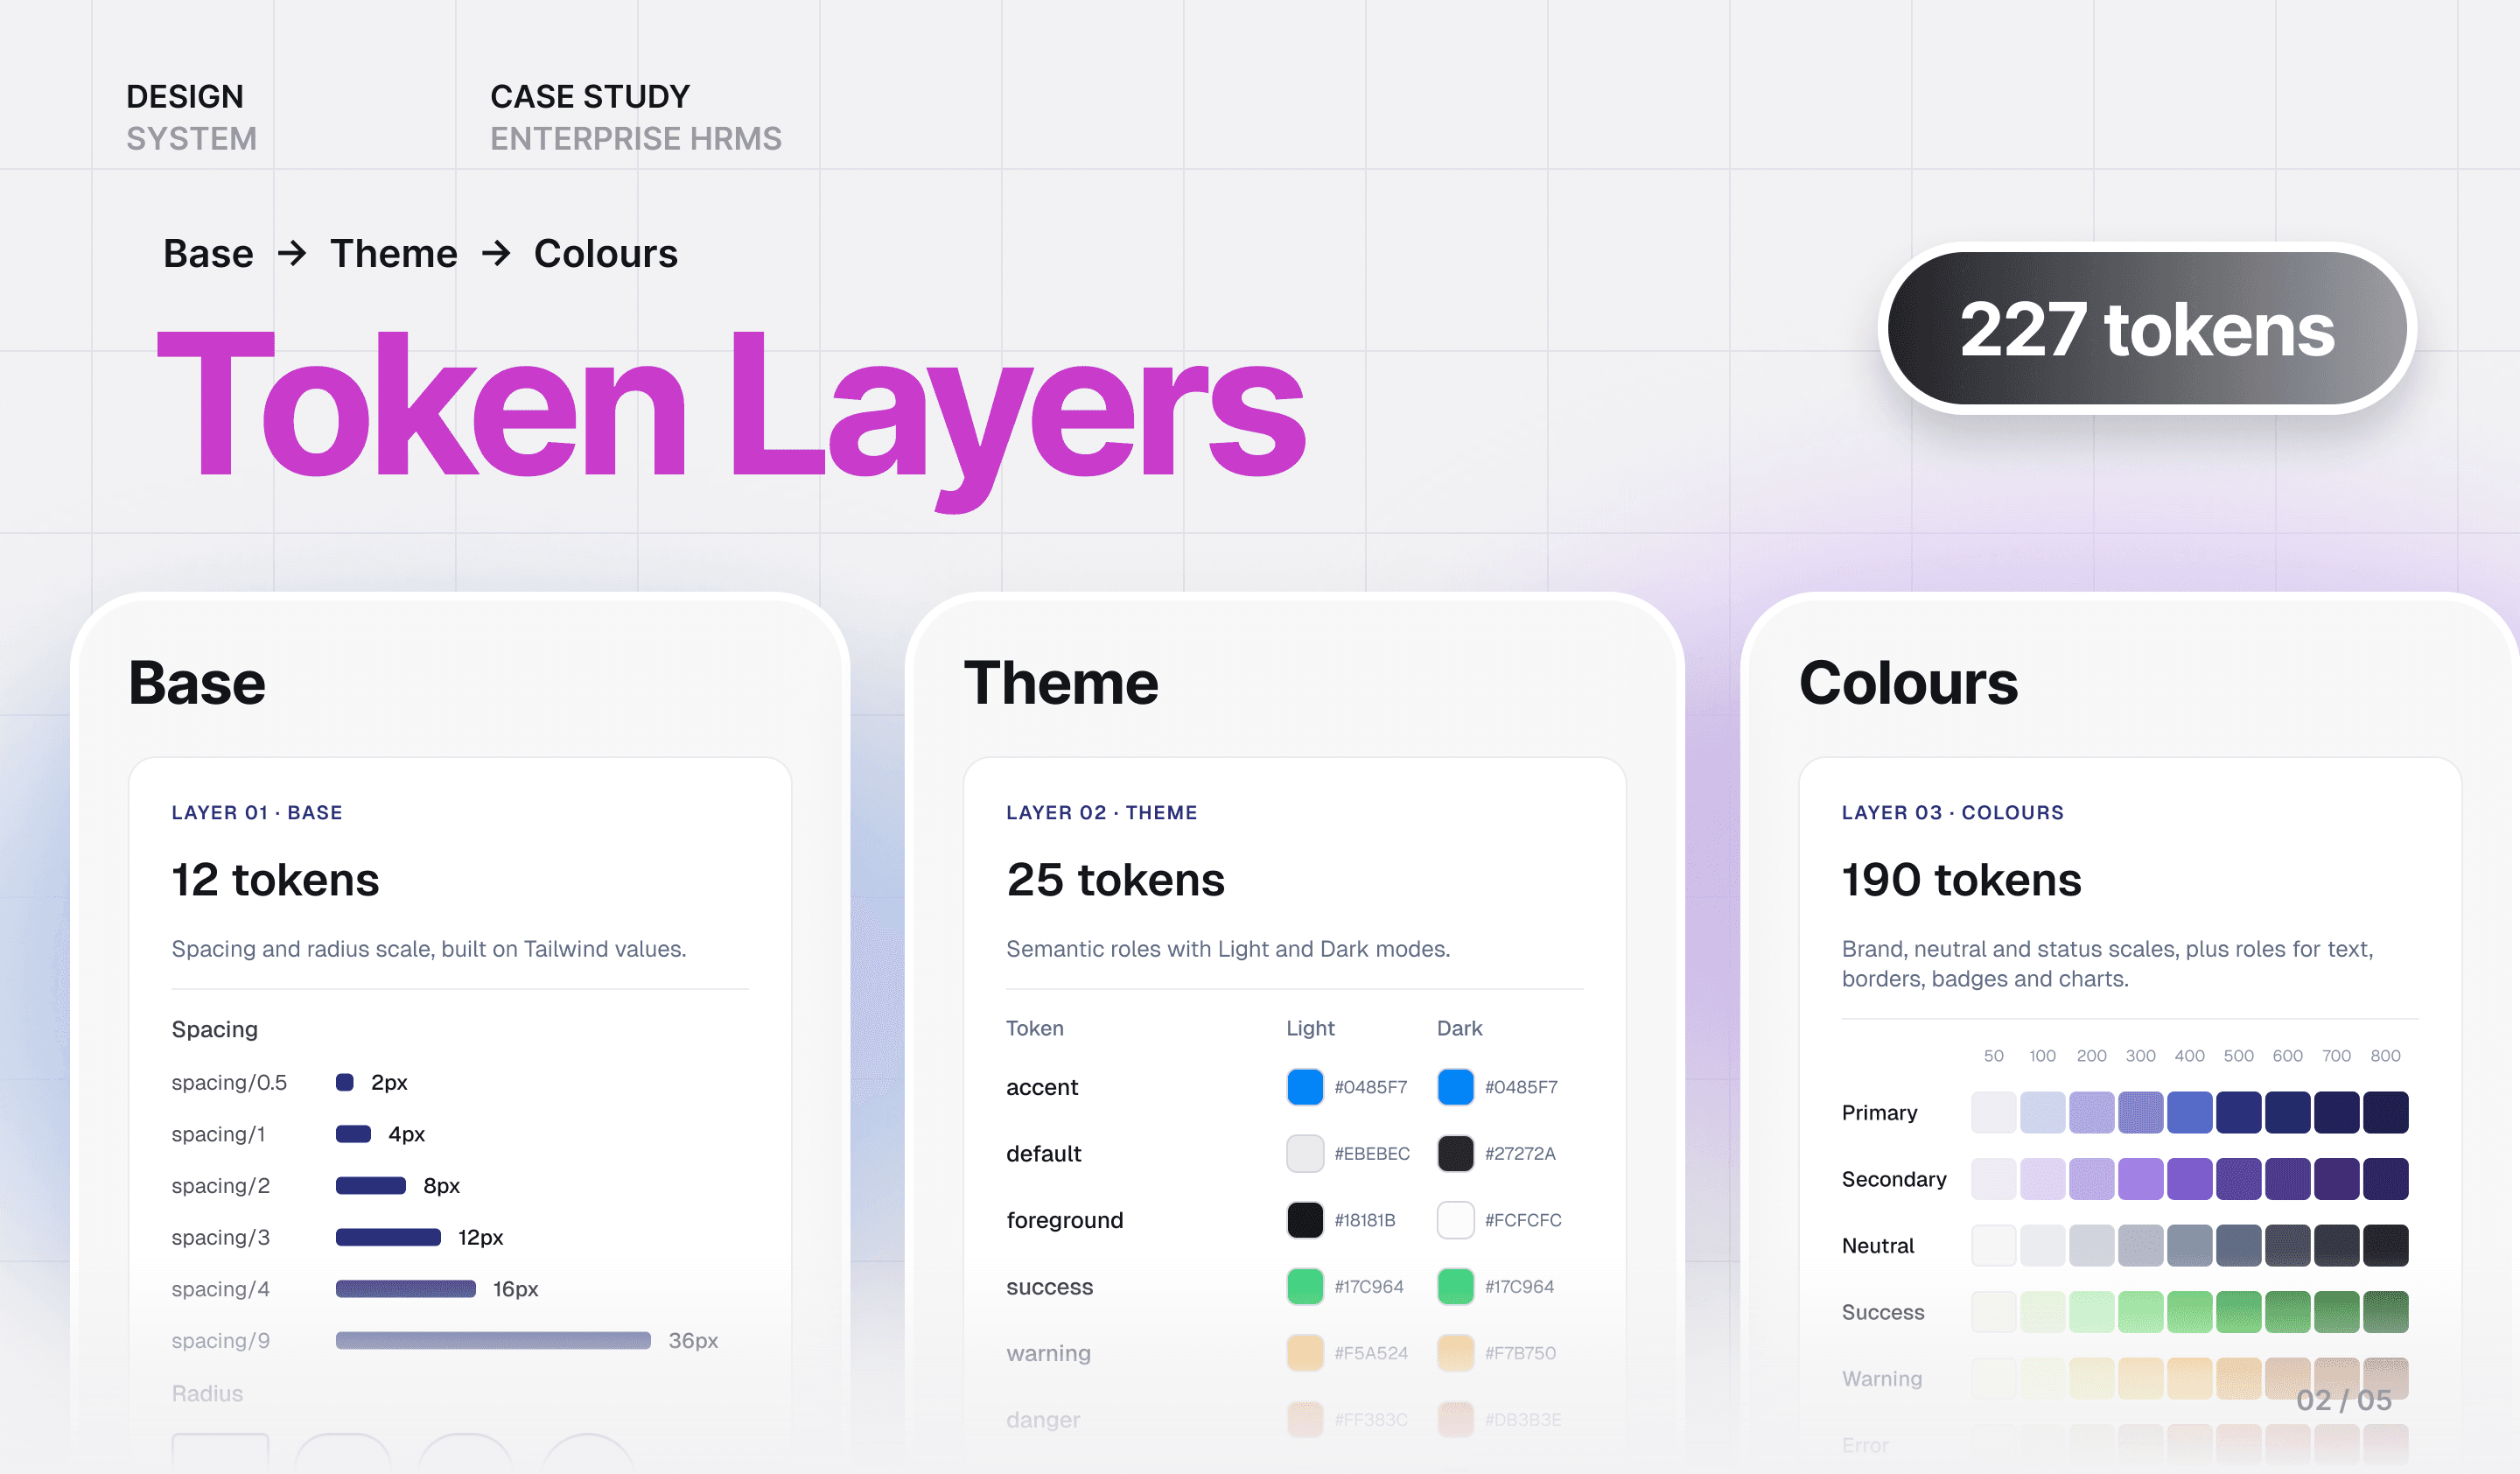 DESIGN
SYSTEM
CASE STUDY
ENTERPRISE HRMS
Base → Theme → Colours
Token Layers
227 tokens
Base
LAYER 01 · BASE
12 tokens
Spacing and radius scale, built on Tailwind values.
Spacing
spacing/0.5 2px
spacing/1 4px
spacing/2 8px
spacing/3 12px
spacing/4 16px
spacing/9 36px
Radius
Theme
LAYER 02 · THEME
25 tokens
Semantic roles with Light and Dark modes.
Token Light Dark
accent #0485F7 #0485F7
default #EBEBEC #27272A
foreground #18181B #FCFCFC
success #17C964 #17C964
warning #F5A524 #F7B750
danger #FF383C #DB3B3E
Colours
LAYER 03 · COLOURS
190 tokens
Brand, neutral and status scales, plus roles for text,
borders, badges and charts.
50 100 200 300 400 500 600 700 800
Primary
Secondary
Neutral
Success
Warning
Error
02 / 05